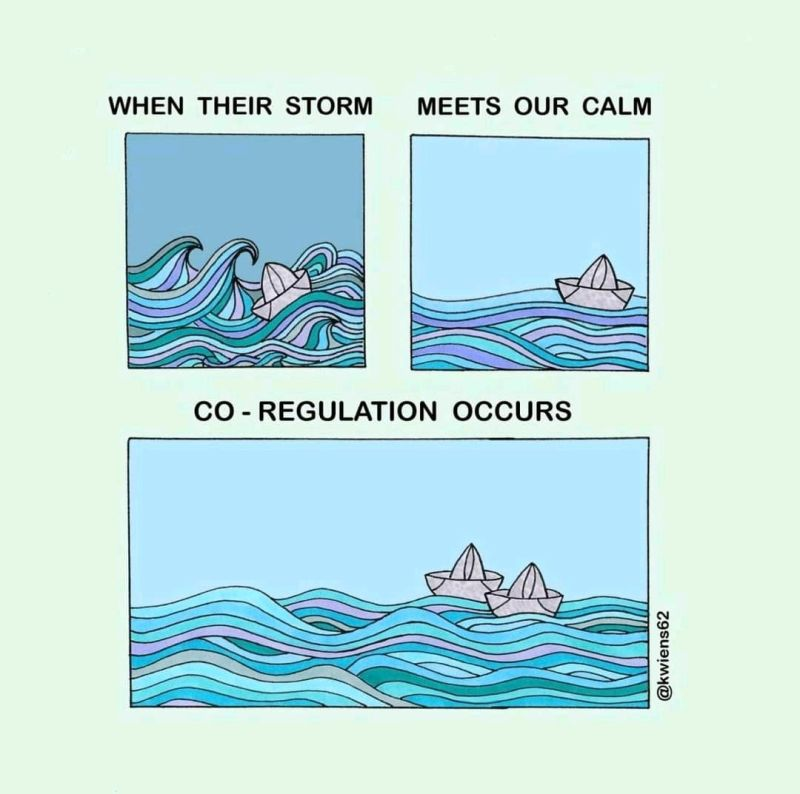 WHEN THEIR STORM
MEETS OUR CALM
CO - REGULATION OCCURS
@kwiens62